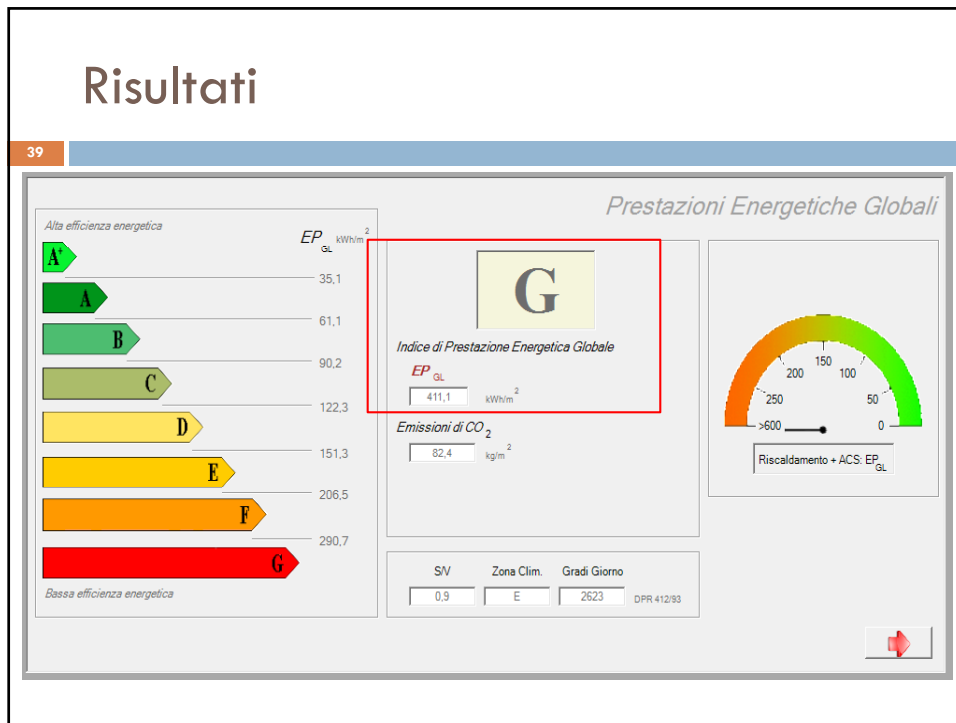 Risultati
39
Prestazioni Energetiche Globali
Alta efficienza energetica
EP GL kWh/m²
A⁺
35,1
A
61,1
B
90,2
C
122,3
D
151,3
E
206,5
F
290,7
G
Bassa efficienza energetica
G
Indice di Prestazione Energetica Globale
EP GL
411,1 kWh/m²
Emissioni di CO₂
82,4 kg/m²
S/V Zona Clim. Gradi Giorno
0,9 E 2623 DPR 412/93
150
200 100
250 50
>600 0
Riscaldamento + ACS: EP GL